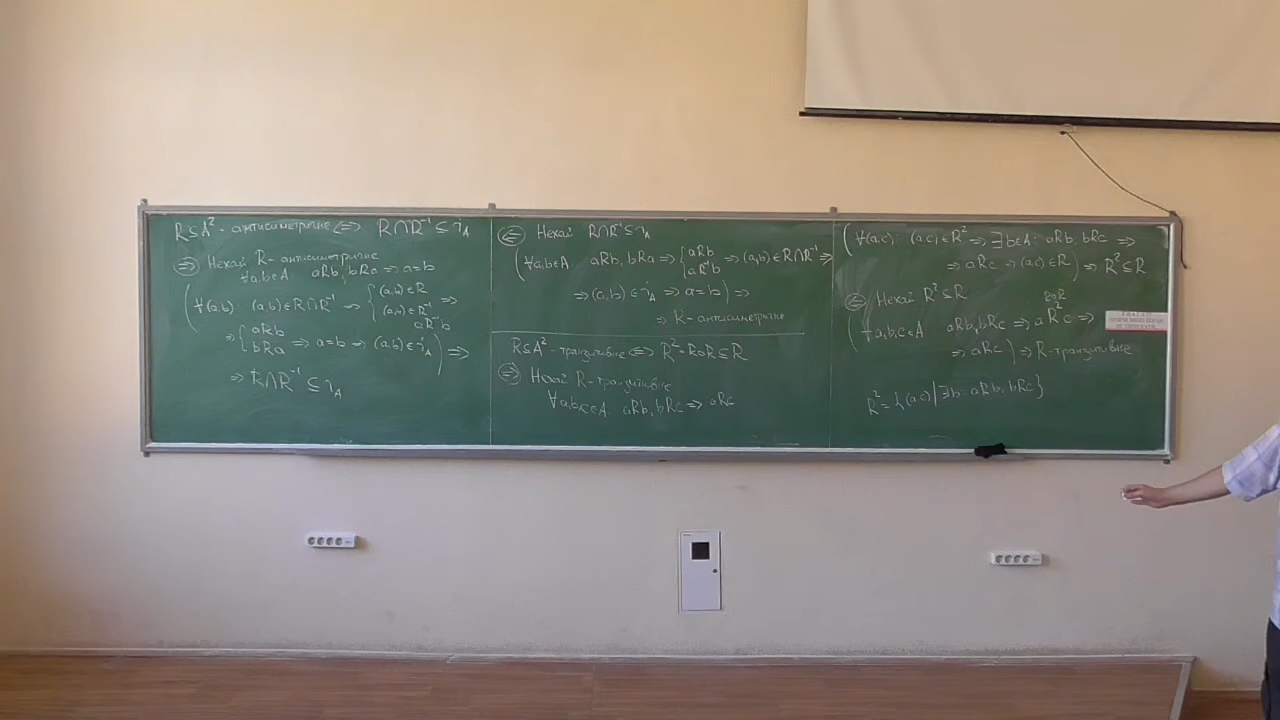 R ⊆ A² - антисиметричне ⇔ R∩R⁻¹ ⊆ i_A
⇒ Нехай R - антисиметричне
∀a,b∈A aRb, bRa ⇒ a=b
(∀(a,b): (a,b)∈R∩R⁻¹ ⇒ { (a,b)∈R
(a,b)∈R⁻¹ ⇒
aR⁻¹b
⇒ { aRb
bRa ⇒ a=b ⇒ (a,b)∈i_A) ⇒
⇒ R∩R⁻¹ ⊆ i_A
⇐ Нехай R∩R⁻¹ ⊆ i_A
(∀a,b∈A aRb, bRa ⇒ { aRb
aR⁻¹b ⇒ (a,b)∈R∩R⁻¹ ⇒
⇒ (a,b)∈i_A ⇒ a=b) ⇒
⇒ R - антисиметричне
R⊆A² - транзитивне ⇔ R²=R∘R⊆R
⇒ Нехай R - транзитивне
∀a,b,c∈A: aRb, bRc ⇒ aRc
(∀(a,c): (a,c)∈R² ⇒ ∃b∈A: aRb, bRc ⇒
⇒ aRc ⇒ (a,c)∈R) ⇒ R²⊆R
⇐ Нехай R²⊆R
R∘R
(∀a,b,c∈A aRb, bRc ⇒ aR²c ⇒
⇒ aRc) ⇒ R - транзитивне
R² = {(a,c) | ∃b: aRb, bRc}